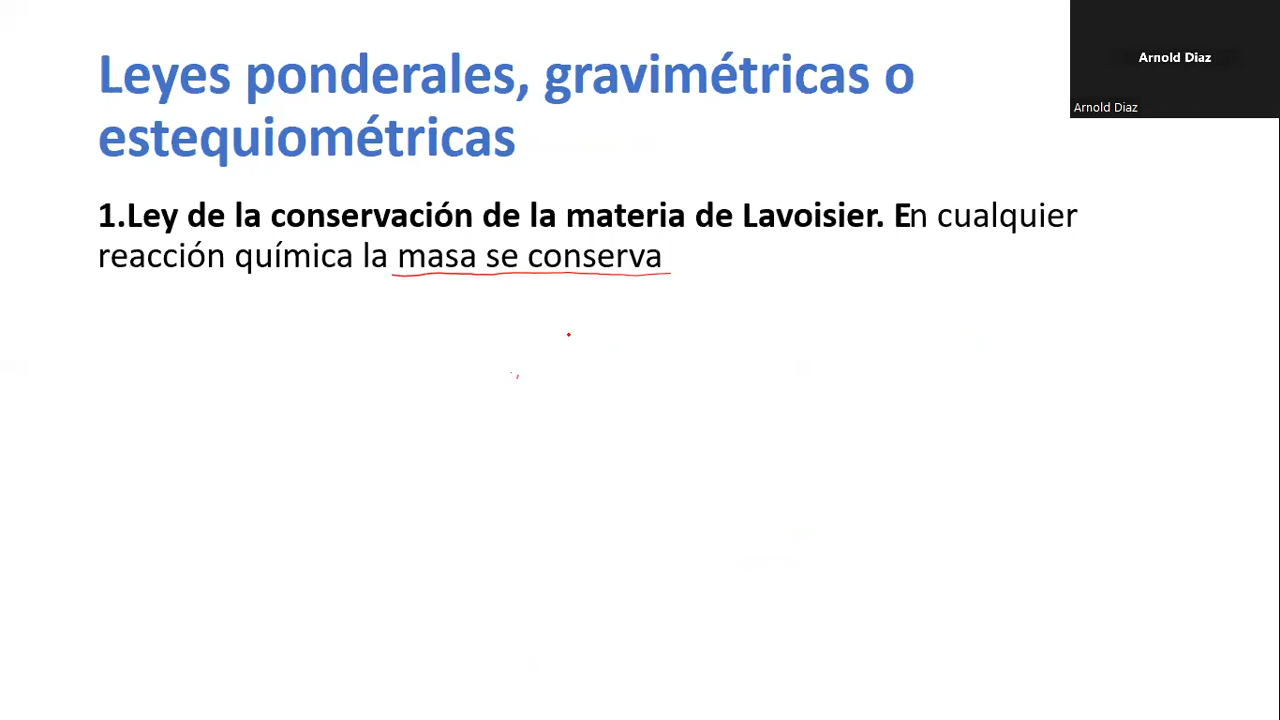 Leyes ponderales, gravimétricas o
estequiométricas
1.Ley de la conservación de la materia de Lavoisier. En cualquier
reacción química la masa se conserva
Arnold Diaz
Arnold Diaz